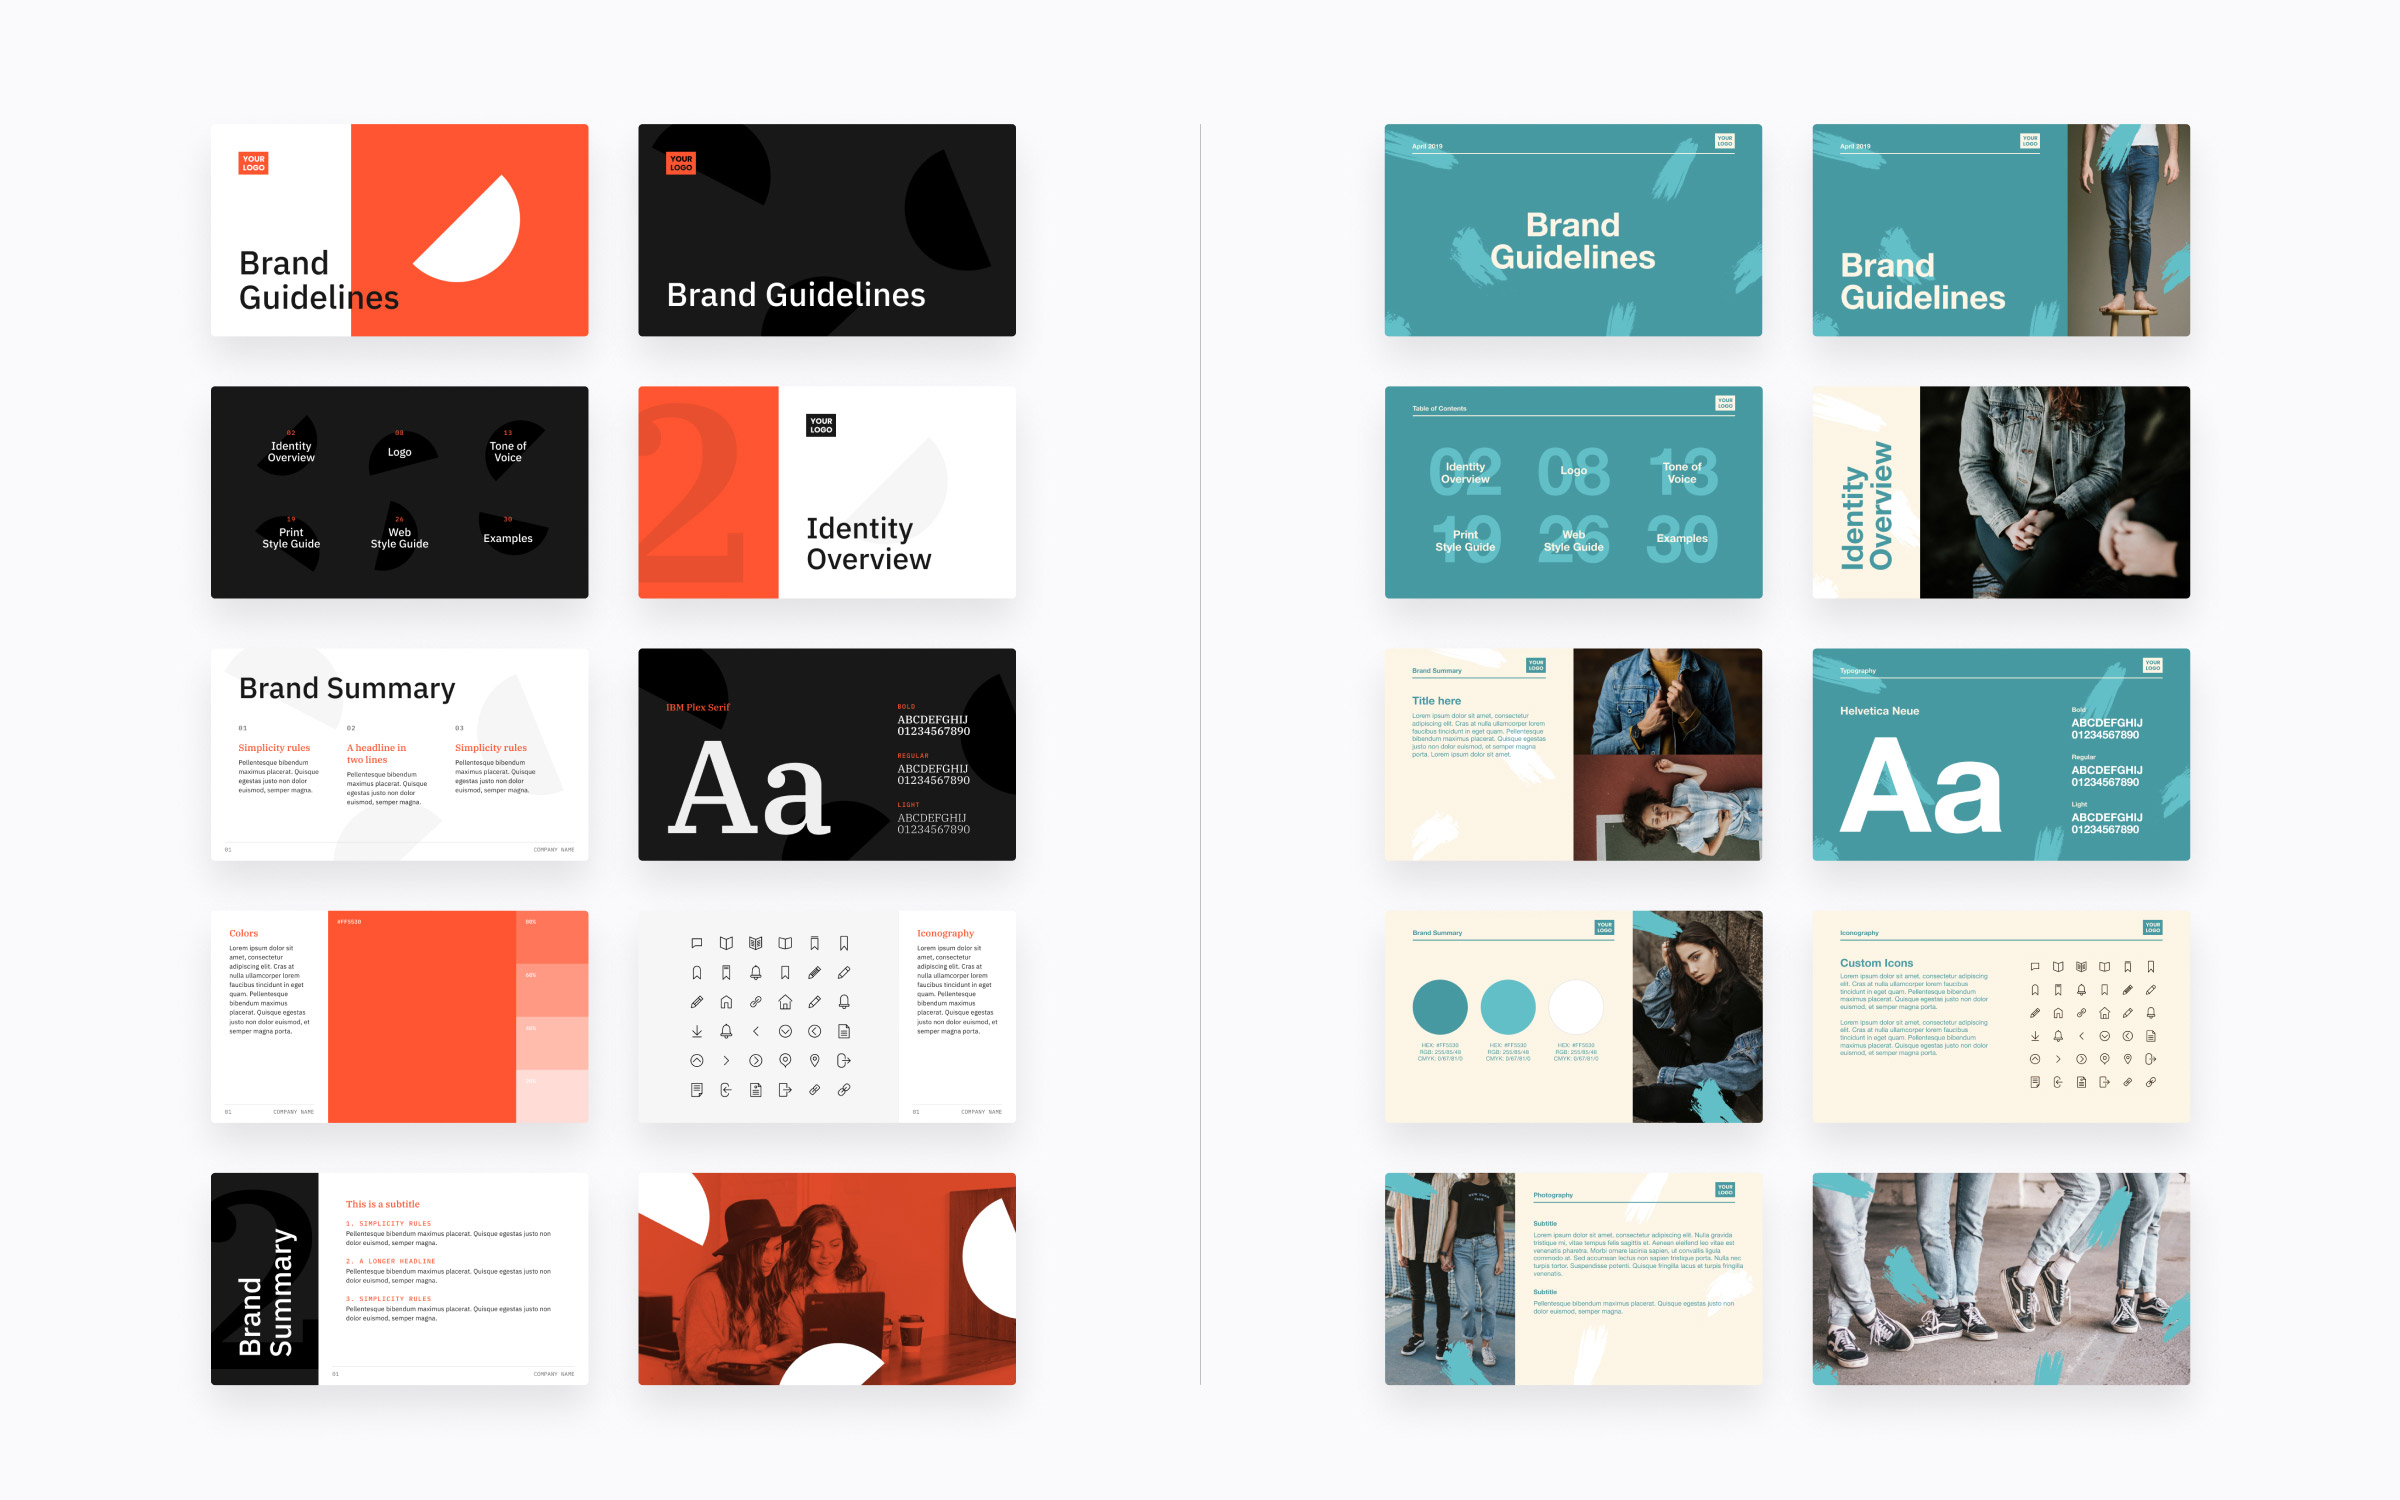 YOUR
LOGO
Brand
Guidelines
YOUR
LOGO
Brand Guidelines
02
Identity
Overview
08
Logo
13
Tone of
Voice
19
Print
Style Guide
26
Web
Style Guide
30
Examples
2
YOUR
LOGO
Identity
Overview
Brand Summary
01
Simplicity rules
Pellentesque bibendum
maximus placerat. Quisque
egestas justo non dolor
euismod, semper magna.
02
A headline in
two lines
Pellentesque bibendum
maximus placerat. Quisque
egestas justo non dolor
euismod, semper magna.
03
Simplicity rules
Pellentesque bibendum
maximus placerat. Quisque
egestas justo non dolor
euismod, semper magna.
01
COMPANY NAME
IBM Plex Serif
Aa
BOLD
ABCDEFGHIJ
01234567890
REGULAR
ABCDEFGHIJ
01234567890
LIGHT
ABCDEFGHIJ
01234567890
Colors
Lorem ipsum dolor sit
amet, consectetur
adipiscing elit. Cras at
nulla ullamcorper lorem
faucibus tincidunt in eget
quam. Pellentesque
bibendum maximus
placerat. Quisque egestas
justo non dolor euismod, et
semper magna porta.
01
COMPANY NAME
#FF5530
80%
60%
40%
20%
Iconography
Lorem ipsum dolor sit
amet, consectetur
adipiscing elit. Cras at
nulla ullamcorper lorem
faucibus tincidunt in eget
quam. Pellentesque
bibendum maximus
placerat. Quisque egestas
justo non dolor euismod, et
semper magna porta.
01
COMPANY NAME
2
Brand
Summary
This is a subtitle
1. SIMPLICITY RULES
Pellentesque bibendum maximus placerat. Quisque egestas justo non
dolor euismod, semper magna.
2. A LONGER HEADLINE
Pellentesque bibendum maximus placerat. Quisque egestas justo non
dolor euismod, semper magna.
3. SIMPLICITY RULES
Pellentesque bibendum maximus placerat. Quisque egestas justo non
dolor euismod, semper magna.
01
COMPANY NAME
April 2019
YOUR
LOGO
Brand
Guidelines
April 2019
YOUR
LOGO
Brand
Guidelines
Table of Contents
YOUR
LOGO
02
Identity
Overview
08
Logo
13
Tone of
Voice
19
Print
Style Guide
26
Web
Style Guide
30
Examples
Identity
Overview
Brand Summary
YOUR
LOGO
Title here
Lorem ipsum dolor sit amet, consectetur
adipiscing elit. Cras at nulla ullamcorper lorem
faucibus tincidunt in eget quam. Pellentesque
bibendum maximus placerat. Quisque egestas
justo non dolor euismod, et semper magna
porta. Lorem ipsum dolor sit amet.
Typography
YOUR
LOGO
Helvetica Neue
Aa
Bold
ABCDEFGHIJ
01234567890
Regular
ABCDEFGHIJ
01234567890
Light
ABCDEFGHIJ
01234567890
Brand Summary
YOUR
LOGO
HEX: #FF5530
RGB: 255/85/48
CMYK: 0/67/81/0
HEX: #FF5530
RGB: 255/85/48
CMYK: 0/67/81/0
HEX: #FF5530
RGB: 255/85/48
CMYK: 0/67/81/0
Iconography
YOUR
LOGO
Custom Icons
Lorem ipsum dolor sit amet, consectetur adipiscing
elit. Cras at nulla ullamcorper lorem faucibus
tincidunt in eget quam. Pellentesque bibendum
maximus placerat. Quisque egestas justo non dolor
euismod, et semper magna porta.
Lorem ipsum dolor sit amet, consectetur adipiscing
elit. Cras at nulla ullamcorper lorem faucibus
tincidunt in eget quam. Pellentesque bibendum
maximus placerat. Quisque egestas justo non dolor
euismod, et semper magna porta.
NEW YORK
Photography
YOUR
LOGO
Subtitle
Lorem ipsum dolor sit amet, consectetur adipiscing elit. Nulla gravida
tristique mi, vitae tempus felis sagittis at. Aenean eleifend leo vitae est
venenatis pharetra. Morbi ornare lacinia sapien, ut convallis ligula
commodo at. Sed accumsan lectus non sapien tristique porta. Nulla nec
turpis tortor. Suspendisse potenti. Quisque fringilla lacus et turpis fringilla
venenatis.
Subtitle
Pellentesque bibendum maximus placerat. Quisque egestas justo non
dolor euismod, semper magna.